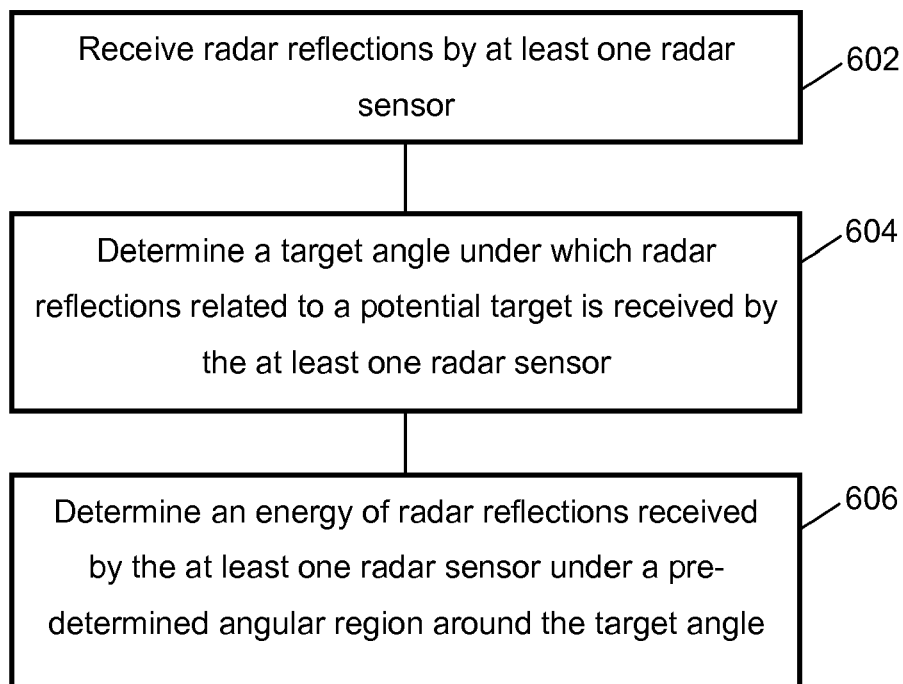 Receive radar reflections by at least one radar
sensor
602
Determine a target angle under which radar
reflections related to a potential target is received by
the at least one radar sensor
604
Determine an energy of radar reflections received
by the at least one radar sensor under a pre-
determined angular region around the target angle
606